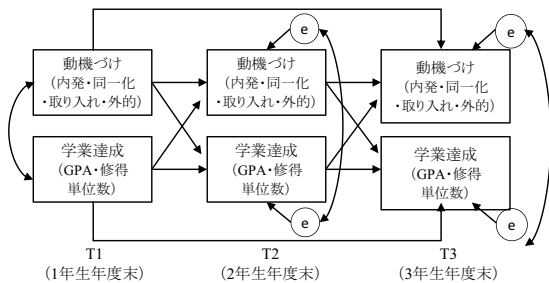 動機づけ
(内発・同一化
・取り入れ・外的)
学業達成
(GPA・修得
単位数)
e
動機づけ
(内発・同一化
・取り入れ・外的)
学業達成
(GPA・修得
単位数)
e
e
動機づけ
(内発・同一化
・取り入れ・外的)
学業達成
(GPA・修得
単位数)
e
T1
(1年生年度末)
T2
(2年生年度末)
T3
(3年生年度末)